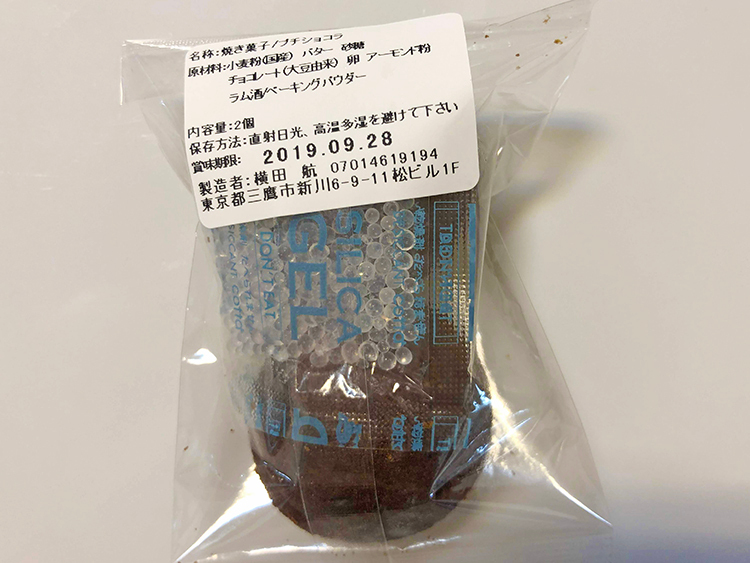 名称:焼き菓子/プチショコラ
原材料:小麦粉(国産) バター 砂糖
チョコレート(大豆由来) 卵 アーモンド粉
ラム酒/ベーキングパウダー
内容量:2個
保存方法:直射日光、高温多湿を避けて下さい
賞味期限: 2019.09.28
製造者:横田 航 07014619194
東京都三鷹市新川6-9-11松ビル1F
SILICA
GEL
DON'T EAT